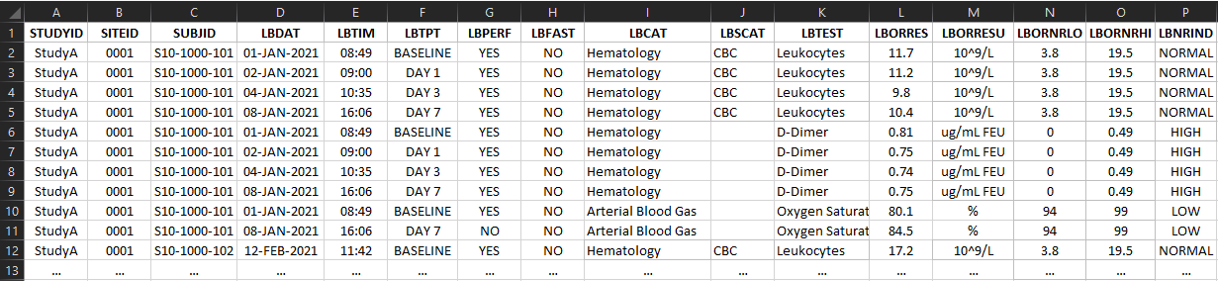 A B C D E F G H I J K L M N O P
1 STUDYID SITEID SUBJID LBDAT LBTIM LBTPT LBPERF LBFAST LBCAT LBSCAT LBTEST LBORRES LBORRESU LBORNRLO LBORNRHI LBNRIND
2 StudyA 0001 S10-1000-101 01-JAN-2021 08:49 BASELINE YES NO Hematology CBC Leukocytes 11.7 10^9/L 3.8 19.5 NORMAL
3 StudyA 0001 S10-1000-101 02-JAN-2021 09:00 DAY 1 YES NO Hematology CBC Leukocytes 11.2 10^9/L 3.8 19.5 NORMAL
4 StudyA 0001 S10-1000-101 04-JAN-2021 10:35 DAY 3 YES NO Hematology CBC Leukocytes 9.8 10^9/L 3.8 19.5 NORMAL
5 StudyA 0001 S10-1000-101 08-JAN-2021 16:06 DAY 7 YES NO Hematology CBC Leukocytes 10.4 10^9/L 3.8 19.5 NORMAL
6 StudyA 0001 S10-1000-101 01-JAN-2021 08:49 BASELINE YES NO Hematology D-Dimer 0.81 ug/mL FEU 0 0.49 HIGH
7 StudyA 0001 S10-1000-101 02-JAN-2021 09:00 DAY 1 YES NO Hematology D-Dimer 0.75 ug/mL FEU 0 0.49 HIGH
8 StudyA 0001 S10-1000-101 04-JAN-2021 10:35 DAY 3 YES NO Hematology D-Dimer 0.74 ug/mL FEU 0 0.49 HIGH
9 StudyA 0001 S10-1000-101 08-JAN-2021 16:06 DAY 7 YES NO Hematology D-Dimer 0.75 ug/mL FEU 0 0.49 HIGH
10 StudyA 0001 S10-1000-101 01-JAN-2021 08:49 BASELINE YES NO Arterial Blood Gas Oxygen Saturat 80.1 % 94 99 LOW
11 StudyA 0001 S10-1000-101 08-JAN-2021 16:06 DAY 7 NO NO Arterial Blood Gas Oxygen Saturat 84.5 % 94 99 LOW
12 StudyA 0001 S10-1000-102 12-FEB-2021 11:42 BASELINE YES NO Hematology CBC Leukocytes 17.2 10^9/L 3.8 19.5 NORMAL
13 ... ... ... ... ... ... ... ... ... ... ... ... ... ... ... ...